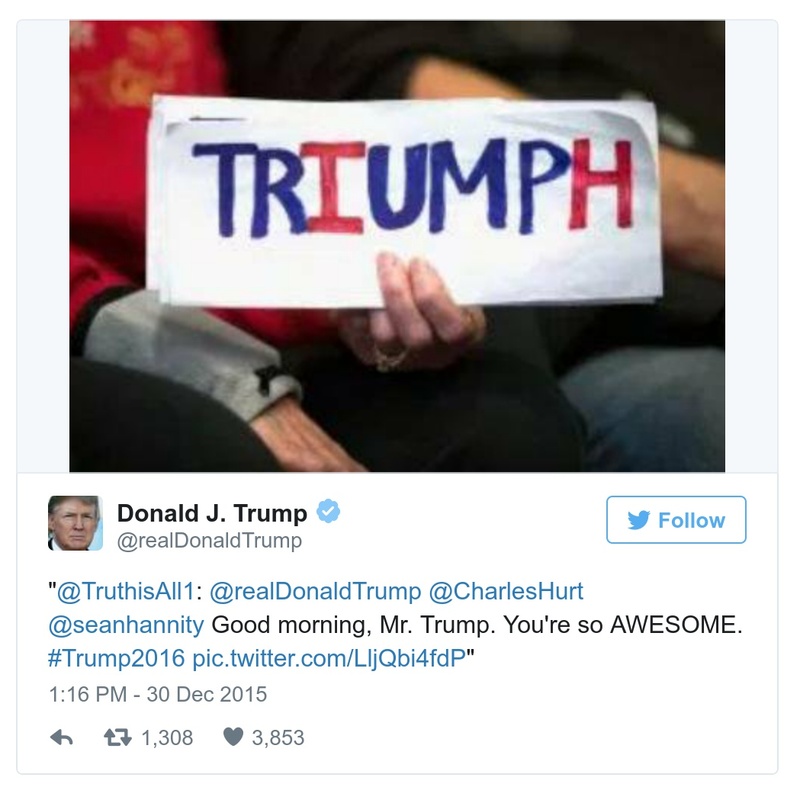 TRIUMPH
Donald J. Trump
@realDonaldTrump
Follow
"@TruthisAll1: @realDonaldTrump @CharlesHurt
@seanhannity Good morning, Mr. Trump. You're so AWESOME.
#Trump2016 pic.twitter.com/LljQbi4fdP"
1:16 PM - 30 Dec 2015
1,308 3,853